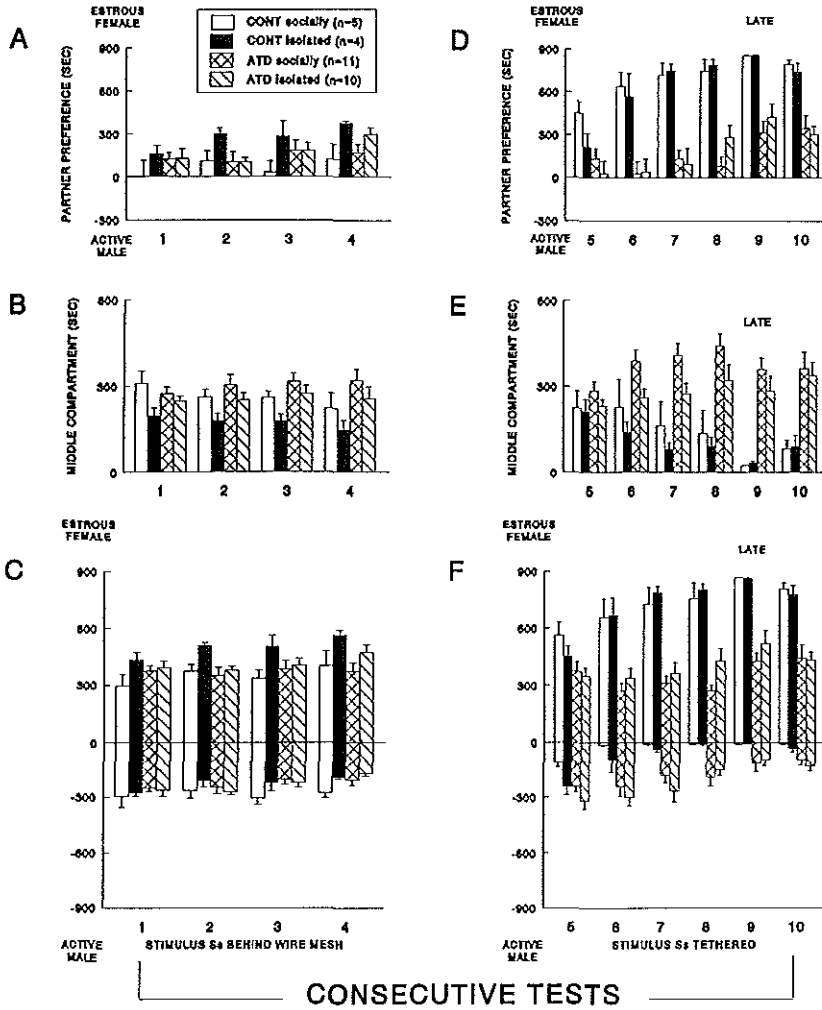 A
ESTROUS
FEMALE
PARTNER PREFERENCE (SEC)
900
600
300
0
-300
ACTIVE
MALE
1 2 3 4
CONT socially (n=5)
CONT isolated (n=4)
ATD socially (n=11)
ATD isolated (n=10)
D
ESTROUS
FEMALE
LATE
PARTNER PREFERENCE (SEC)
900
600
300
0
-300
ACTIVE
MALE
5 6 7 8 9 10
B
MIDDLE COMPARTMENT (SEC)
600
300
0
1 2 3 4
E
LATE
MIDDLE COMPARTMENT (SEC)
600
300
0
5 6 7 8 9 10
C
ESTROUS
FEMALE
900
600
300
0
-300
-600
-900
1 2 3 4
ACTIVE
MALE
STIMULUS Ss BEHIND WIRE MESH
F
ESTROUS
FEMALE
LATE
900
600
300
0
-300
-600
-900
5 6 7 8 9 10
ACTIVE
MALE
STIMULUS Ss TETHERED
CONSECUTIVE TESTS